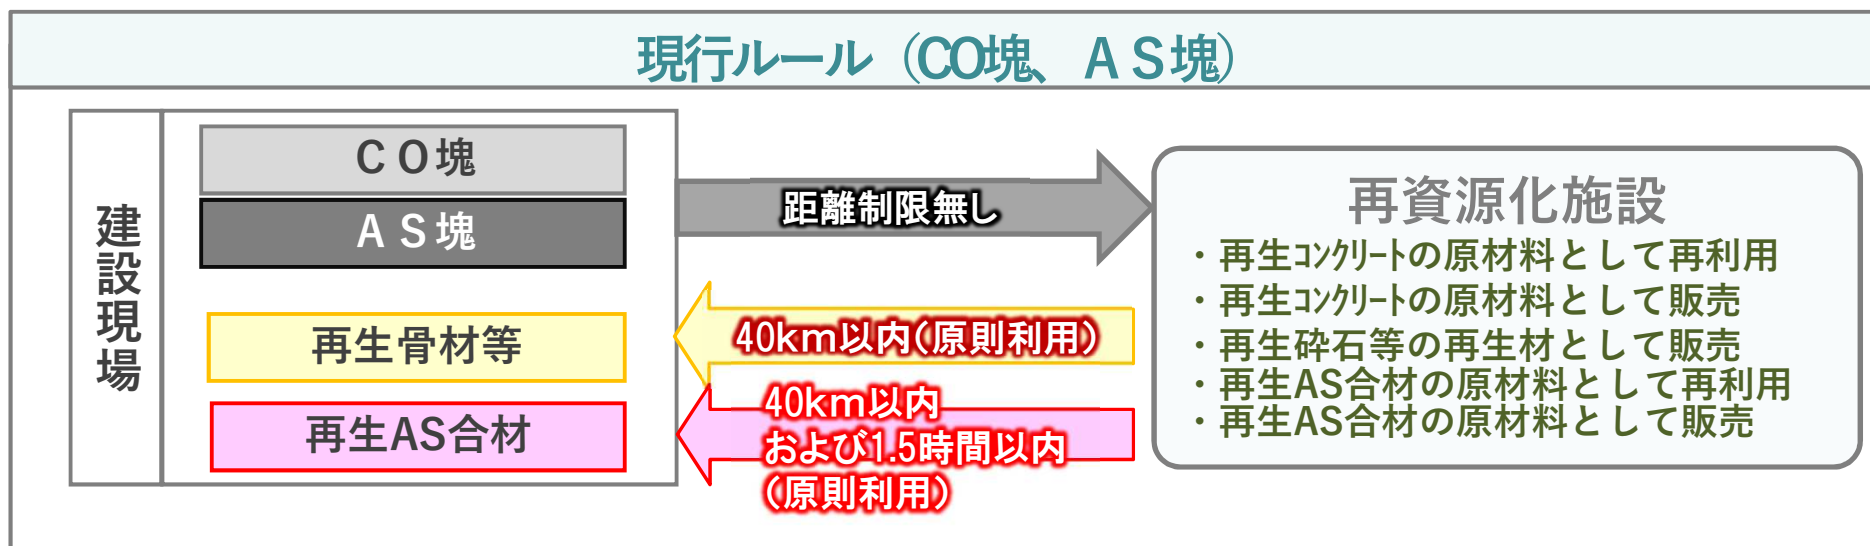 現行ルール（CO塊、ＡＳ塊）
建設現場
ＣＯ塊
ＡＳ塊
再生骨材等
再生AS合材
距離制限無し
40km以内（原則利用）
40km以内
および1.5時間以内
（原則利用）
再資源化施設
・再生ｺﾝｸﾘｰﾄの原材料として再利用
・再生ｺﾝｸﾘｰﾄの原材料として販売
・再生砕石等の再生材として販売
・再生AS合材の原材料として再利用
・再生AS合材の原材料として販売